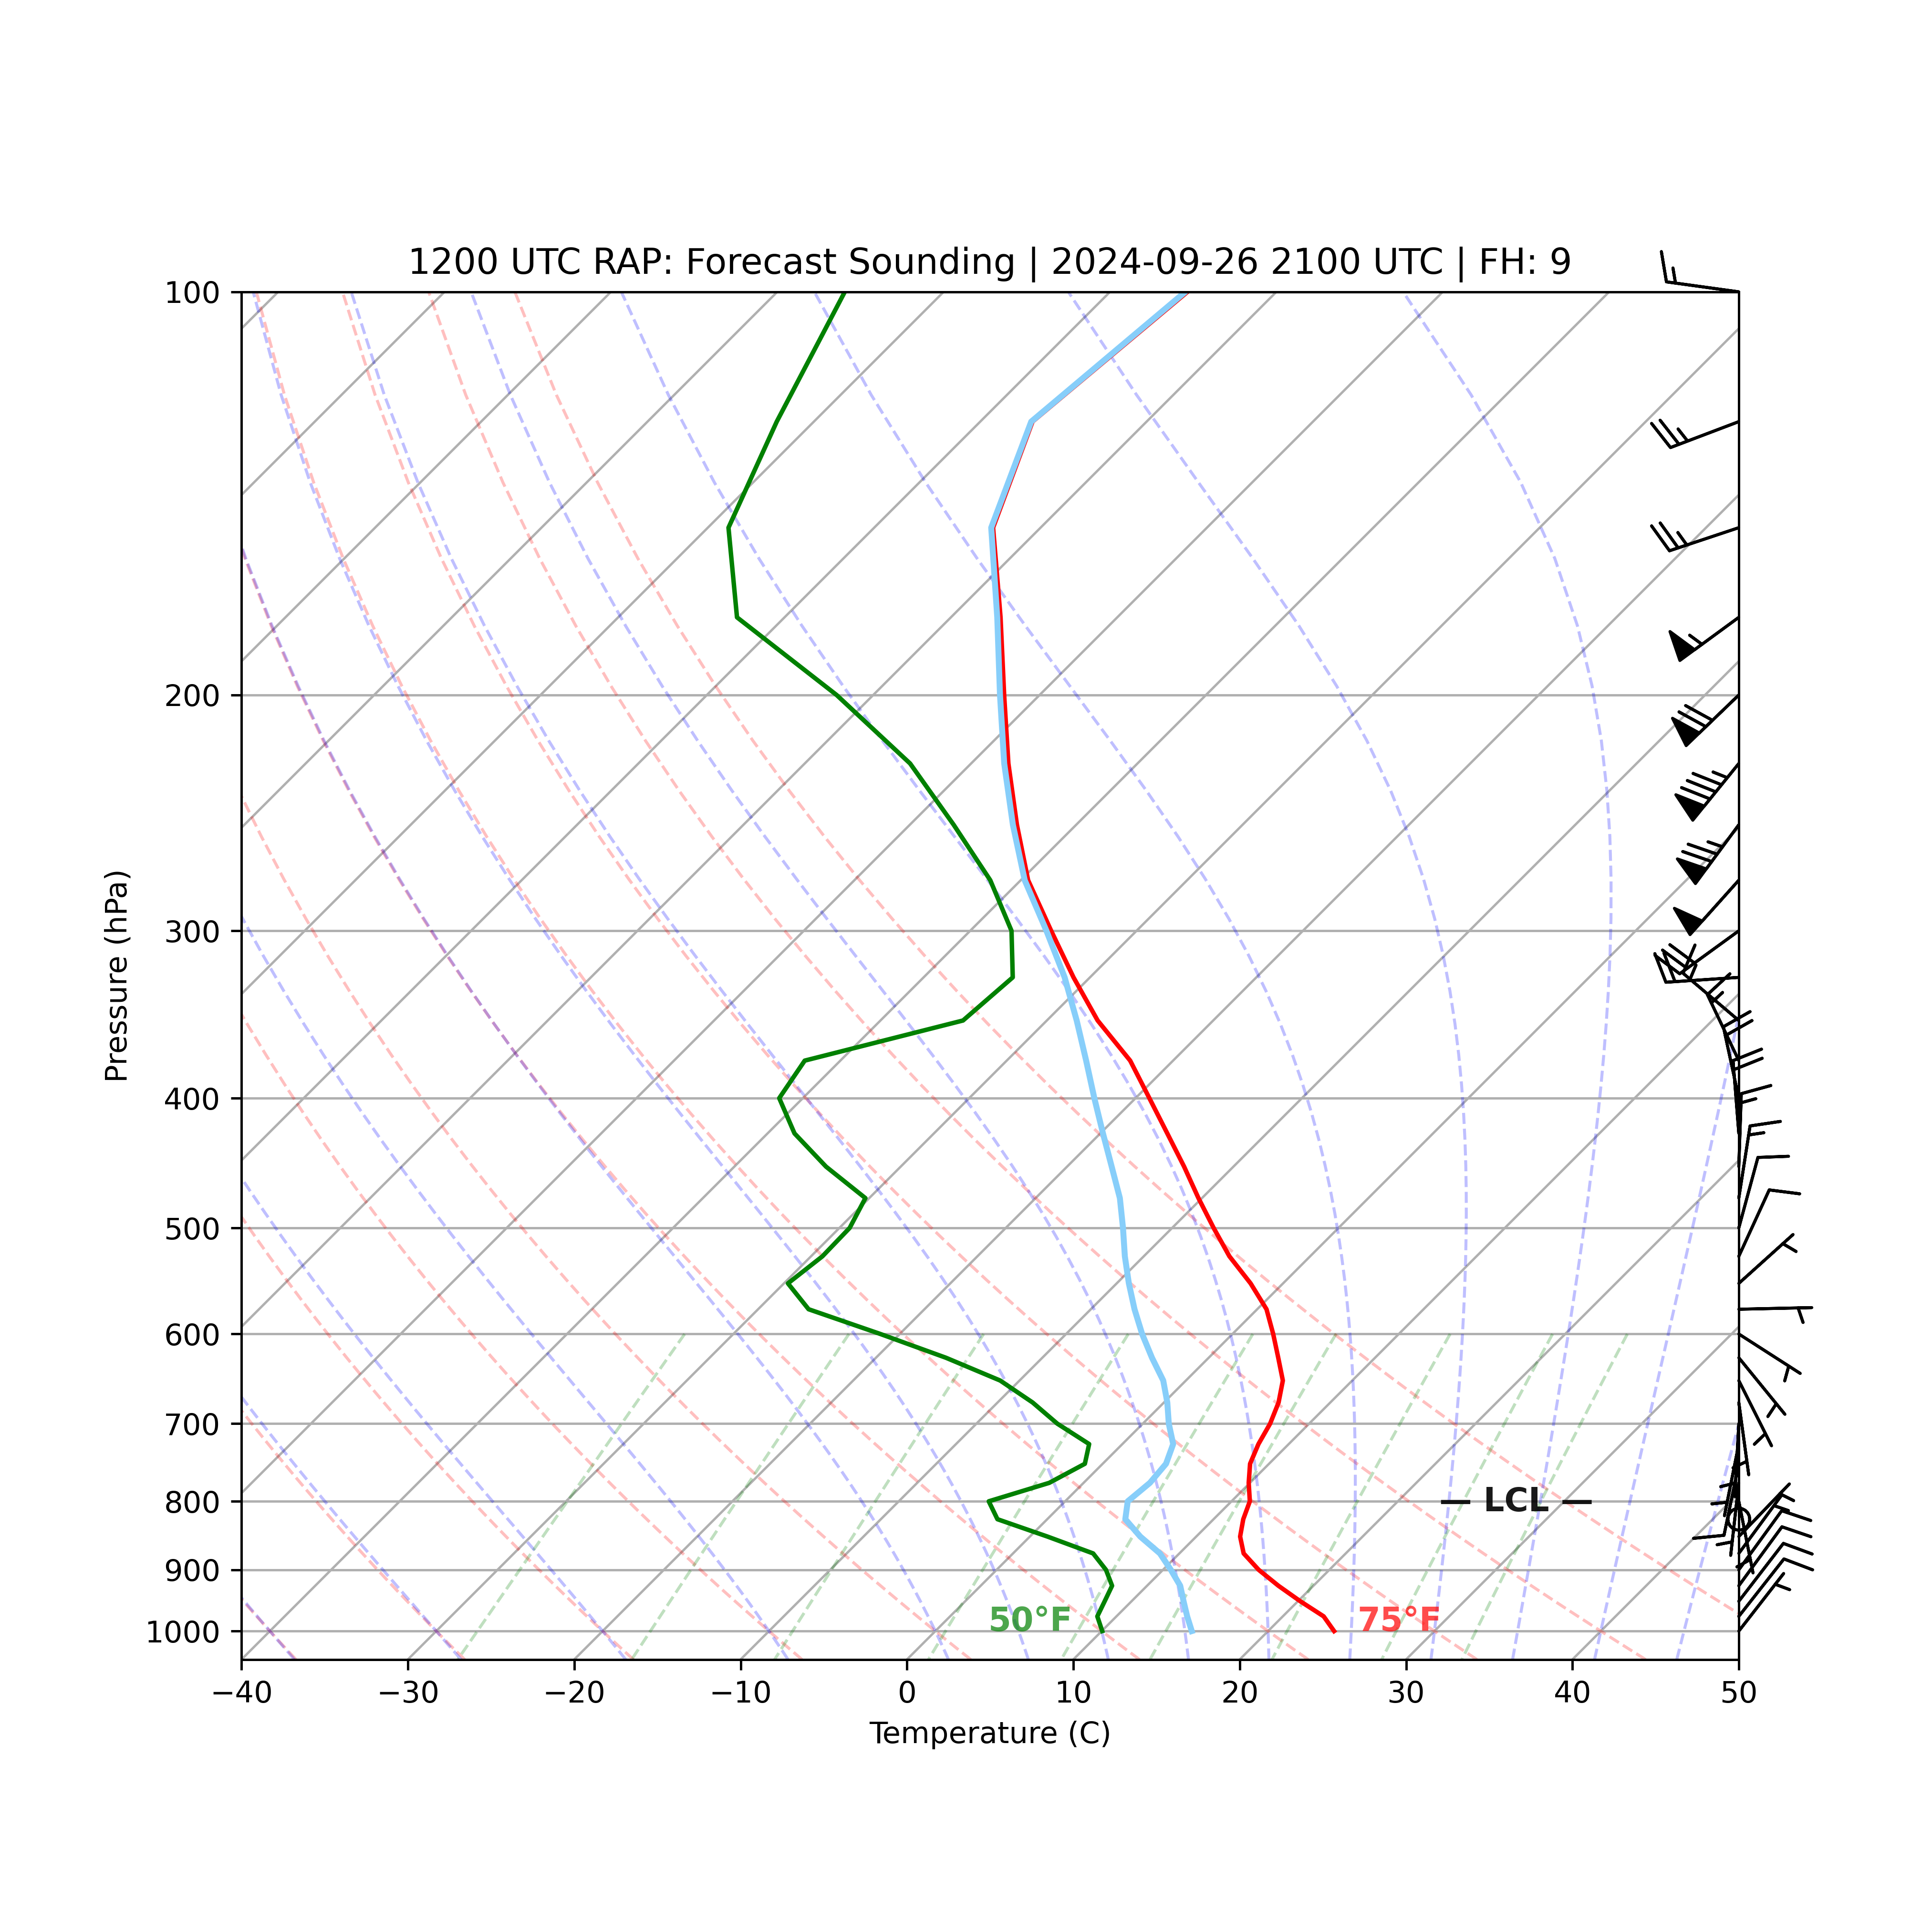 1200 UTC RAP: Forecast Sounding | 2024-09-26 2100 UTC | FH: 9
100
200
300
400
500
600
700
800
900
1000
Pressure (hPa)
— LCL —
50°F
75°F
−40 −30 −20 −10 0 10 20 30 40 50
Temperature (C)